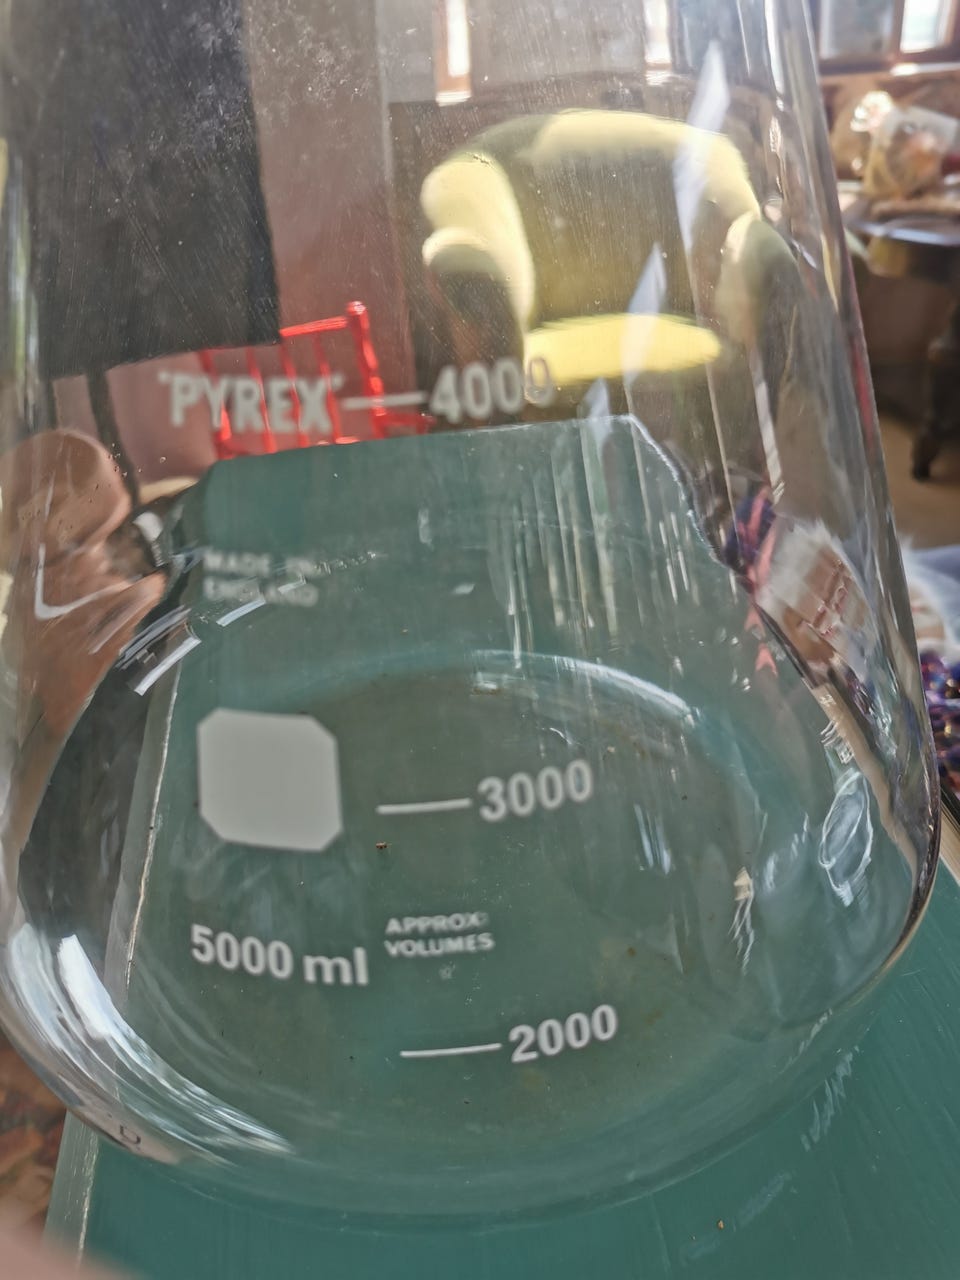 "PYREX" 4000
MADE IN
ENGLAND
3000
5000 ml
APPROX:
VOLUMES
2000